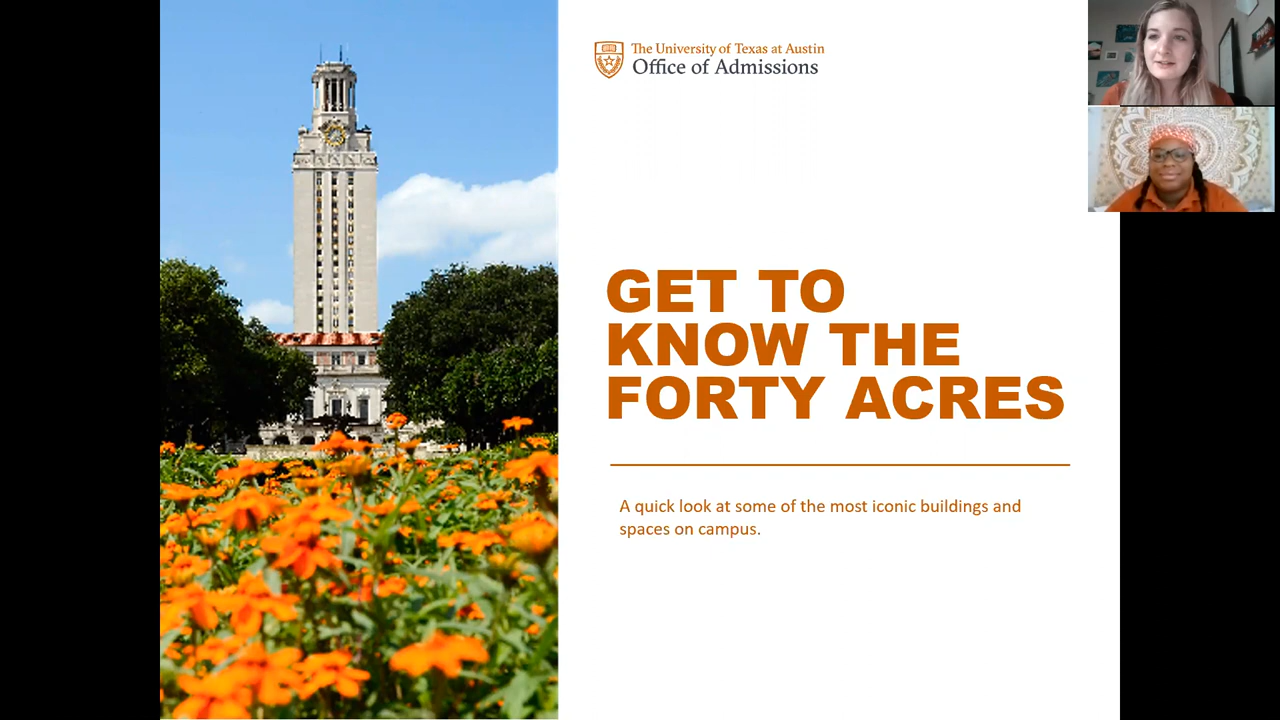 The University of Texas at Austin
Office of Admissions
GET TO
KNOW THE
FORTY ACRES
A quick look at some of the most iconic buildings and
spaces on campus.